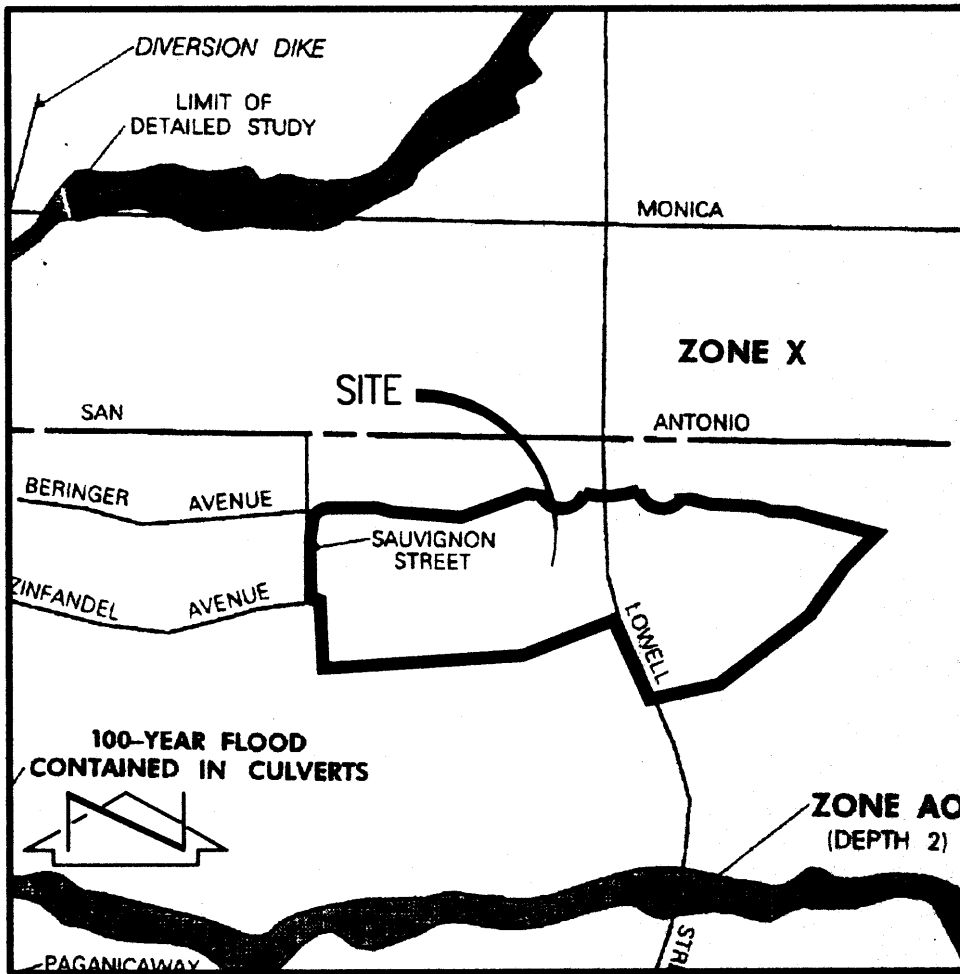 DIVERSION DIKE
LIMIT OF
DETAILED STUDY
MONICA
ZONE X
SITE
SAN
ANTONIO
BERINGER AVENUE
SAUVIGNON
STREET
ZINFANDEL AVENUE
LOWELL
100-YEAR FLOOD
CONTAINED IN CULVERTS
ZONE AO
(DEPTH 2)
STRE
PAGANICAWAY